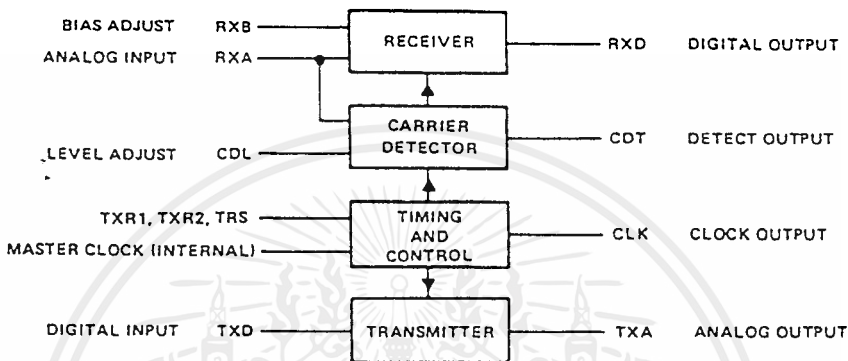 BIAS ADJUST RXB RECEIVER RXD DIGITAL OUTPUT
ANALOG INPUT RXA
LEVEL ADJUST CDL CARRIER DETECTOR CDT DETECT OUTPUT
TXR1, TXR2, TRS TIMING AND CONTROL CLK CLOCK OUTPUT
MASTER CLOCK (INTERNAL)
DIGITAL INPUT TXD TRANSMITTER TXA ANALOG OUTPUT